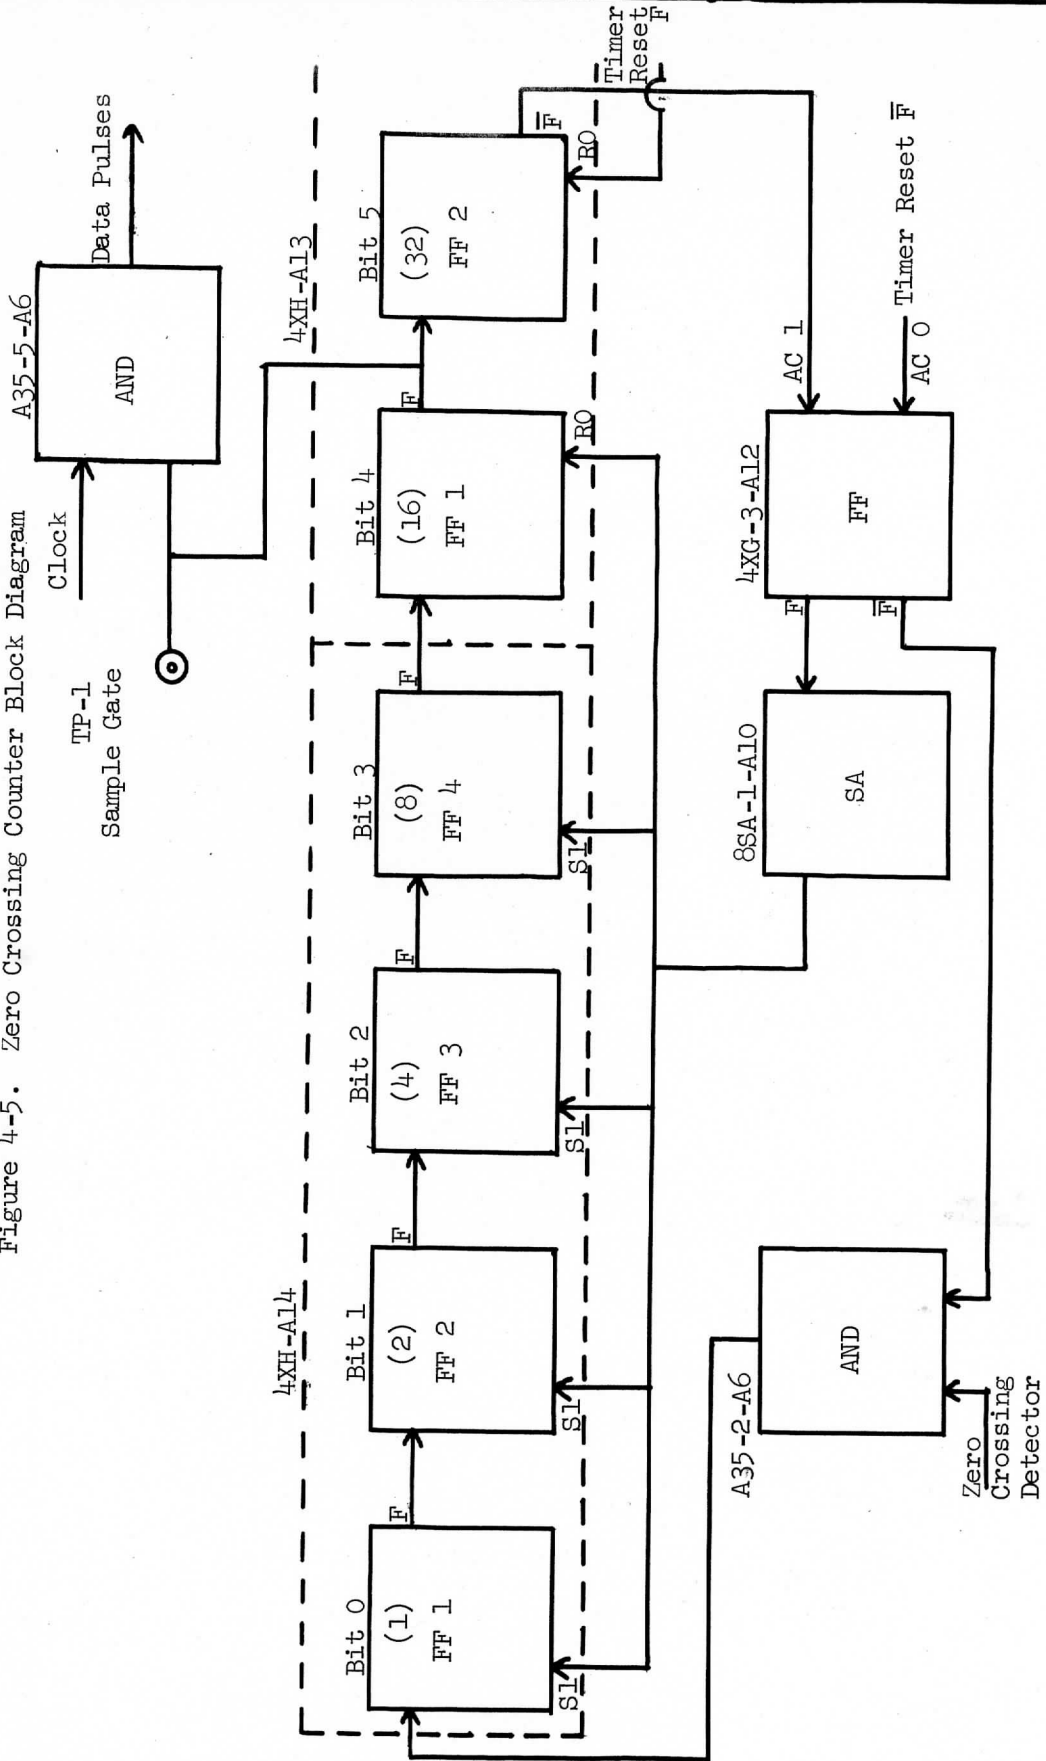 Figure 4-5. Zero Crossing Counter Block Diagram
TP-1
Sample Gate
Clock
A35-5-A6
AND
Data Pulses
4XH-A14
4XH-A13
Bit 0
(1)
FF 1
F
S1
Bit 1
(2)
FF 2
F
S1
Bit 2
(4)
FF 3
F
S1
Bit 3
(8)
FF 4
F
S1
Bit 4
(16)
FF 1
F
RO
Bit 5
(32)
FF 2
F̅
RO
Timer
Reset
F
A35-2-A6
AND
Zero
Crossing
Detector
8SA-1-A10
SA
4XG-3-A12
FF
F
F̅
AC 1
AC 0
Timer Reset F̅